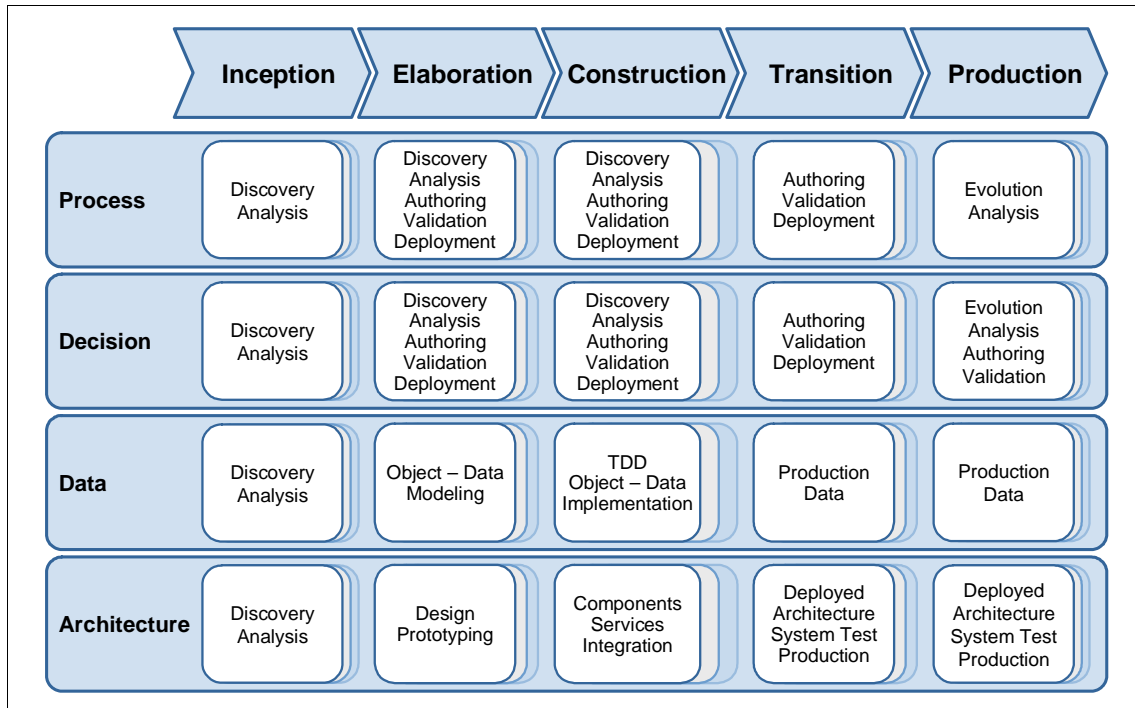 Inception
Elaboration
Construction
Transition
Production
Process
Discovery
Analysis
Discovery
Analysis
Authoring
Validation
Deployment
Discovery
Analysis
Authoring
Validation
Deployment
Authoring
Validation
Deployment
Evolution
Analysis
Decision
Discovery
Analysis
Discovery
Analysis
Authoring
Validation
Deployment
Discovery
Analysis
Authoring
Validation
Deployment
Authoring
Validation
Deployment
Evolution
Analysis
Authoring
Validation
Data
Discovery
Analysis
Object – Data
Modeling
TDD
Object – Data
Implementation
Production
Data
Production
Data
Architecture
Discovery
Analysis
Design
Prototyping
Components
Services
Integration
Deployed
Architecture
System Test
Production
Deployed
Architecture
System Test
Production